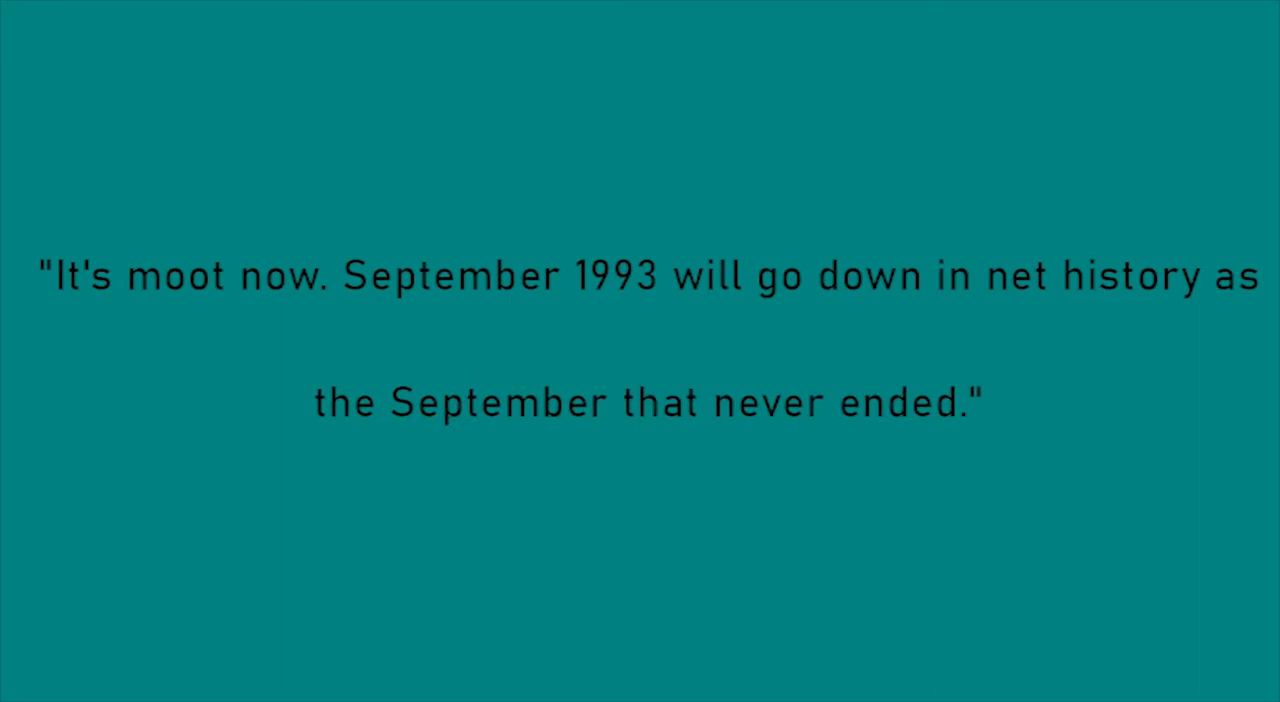 "It's moot now. September 1993 will go down in net history as
the September that never ended."